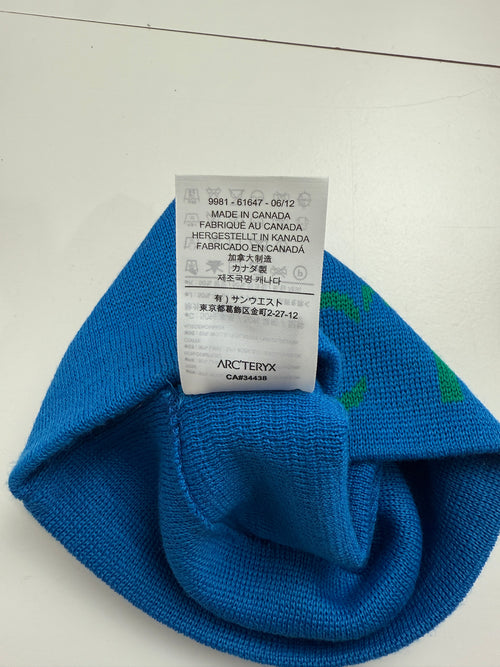 9981 - 61647 - 06/12
MADE IN CANADA
FABRIQUÉ AU CANADA
HERGESTELLT IN KANADA
FABRICADO EN CANADÁ
加拿大制造
カナダ製
제조국명 캐나다
有）サンウエスト
東京都葛飾区金町2-27-12
ARC'TERYX
CA#34438